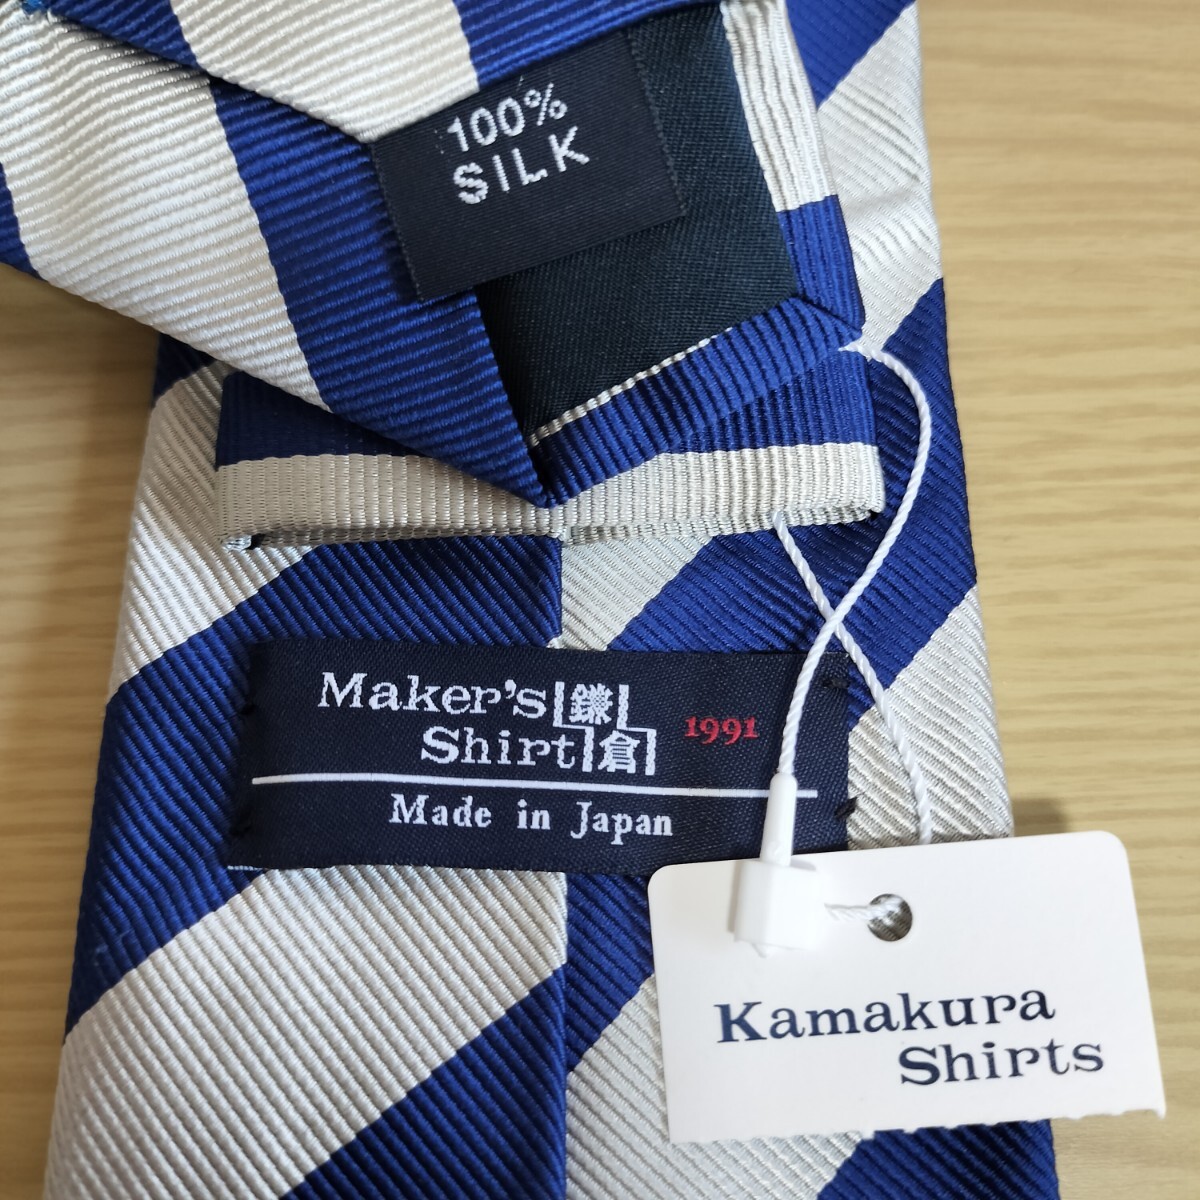 100%
SILK
Maker's 鎌
Shirt 倉
1991
Made in Japan
Kamakura
Shirts